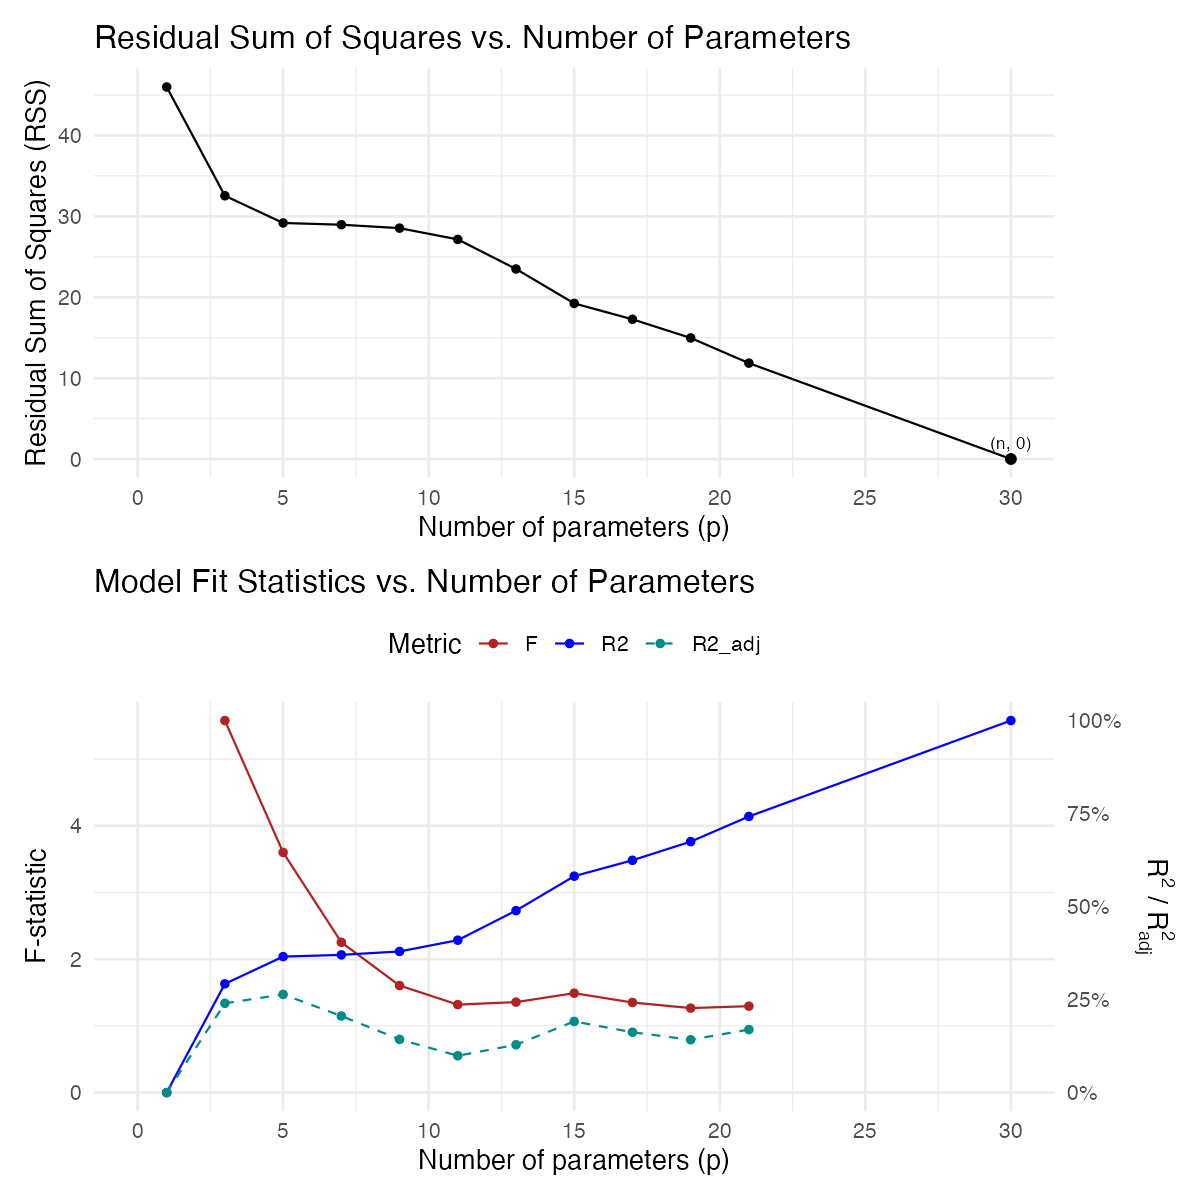 Residual Sum of Squares vs. Number of Parameters
Residual Sum of Squares (RSS)
40
30
20
10
0
(n, 0)
0 5 10 15 20 25 30
Number of parameters (p)
Model Fit Statistics vs. Number of Parameters
Metric F R2 R2_adj
F-statistic
4
2
0
100%
75%
50%
25%
0%
R² / R²adj
0 5 10 15 20 25 30
Number of parameters (p)